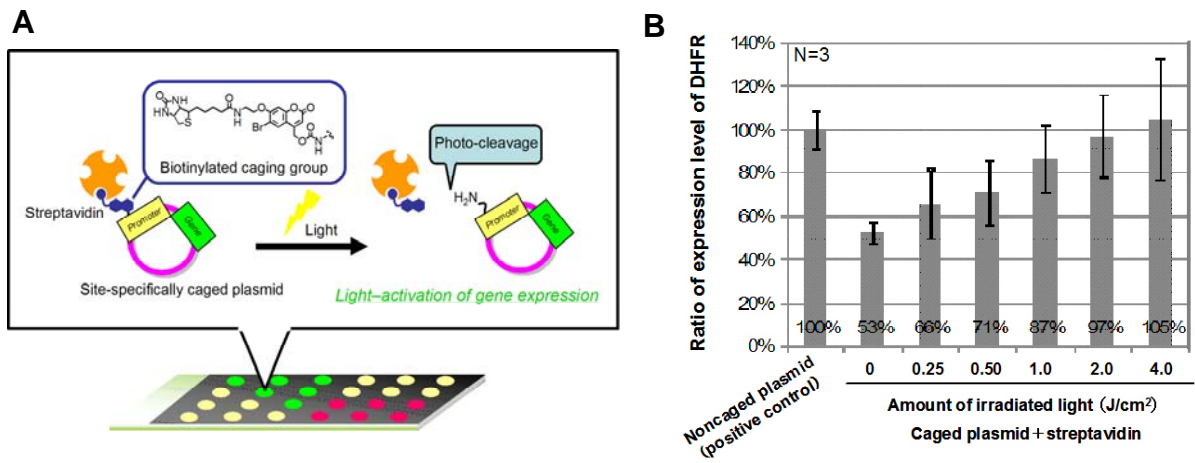 A
O
HN
NH
S
O
N
H
O
O
O
Br
O
O
N
H
Biotinylated caging group
Photo-cleavage
Streptavidin
Promoter
Gene
Light
H₂N
Promoter
Gene
Site-specifically caged plasmid
Light–activation of gene expression
B
N=3
Ratio of expression level of DHFR
140%
120%
100%
80%
60%
40%
20%
0%
100%
53%
66%
71%
87%
97%
105%
Noncaged plasmid
(positive control)
0
0.25
0.50
1.0
2.0
4.0
Amount of irradiated light (J/cm²)
Caged plasmid+streptavidin